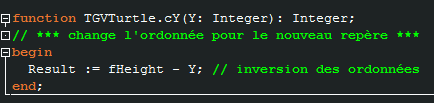 function TGVTurtle.cY(Y: Integer): Integer;
// *** change l'ordonnée pour le nouveau repère ***
begin
  Result := fHeight - Y; // inversion des ordonnées
end;